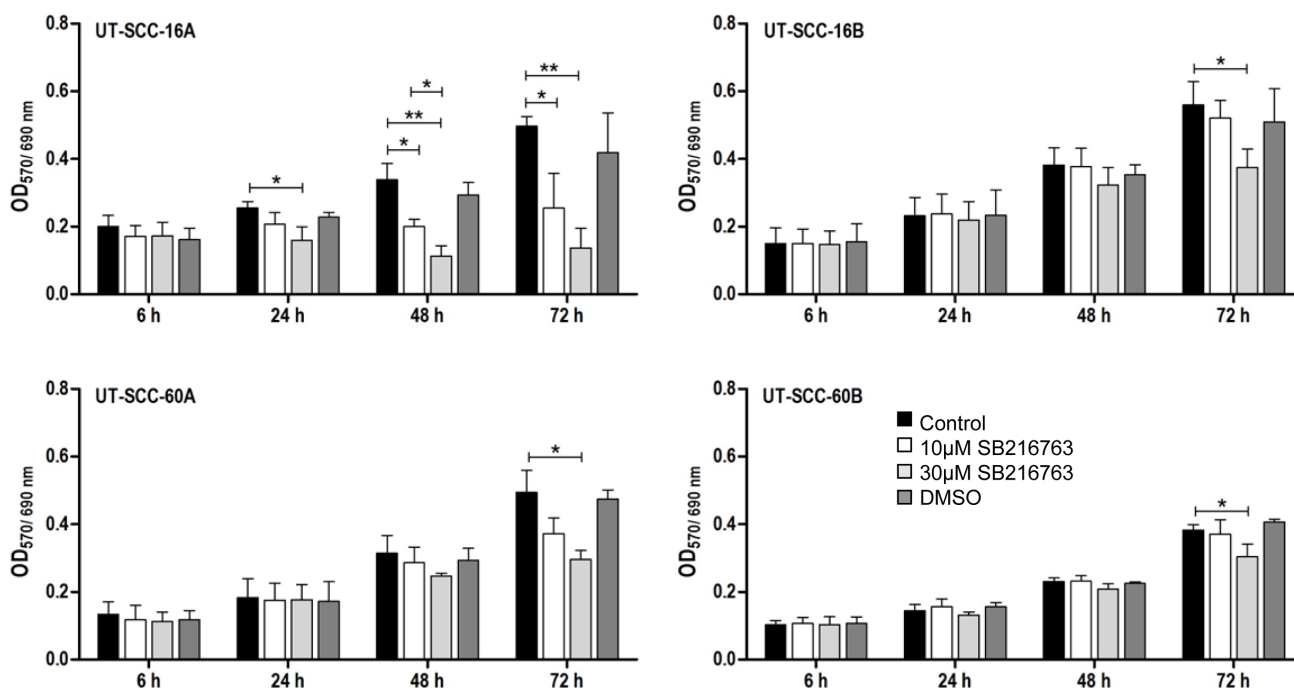 UT-SCC-16A
OD570/ 690 nm
0.8
0.6
0.4
0.2
0.0
*
*
**
*
*
**
6 h 24 h 48 h 72 h
UT-SCC-16B
OD570/ 690 nm
0.8
0.6
0.4
0.2
0.0
*
6 h 24 h 48 h 72 h
UT-SCC-60A
OD570/ 690 nm
0.8
0.6
0.4
0.2
0.0
*
6 h 24 h 48 h 72 h
UT-SCC-60B
OD570/ 690 nm
0.8
0.6
0.4
0.2
0.0
Control
10µM SB216763
30µM SB216763
DMSO
*
6 h 24 h 48 h 72 h